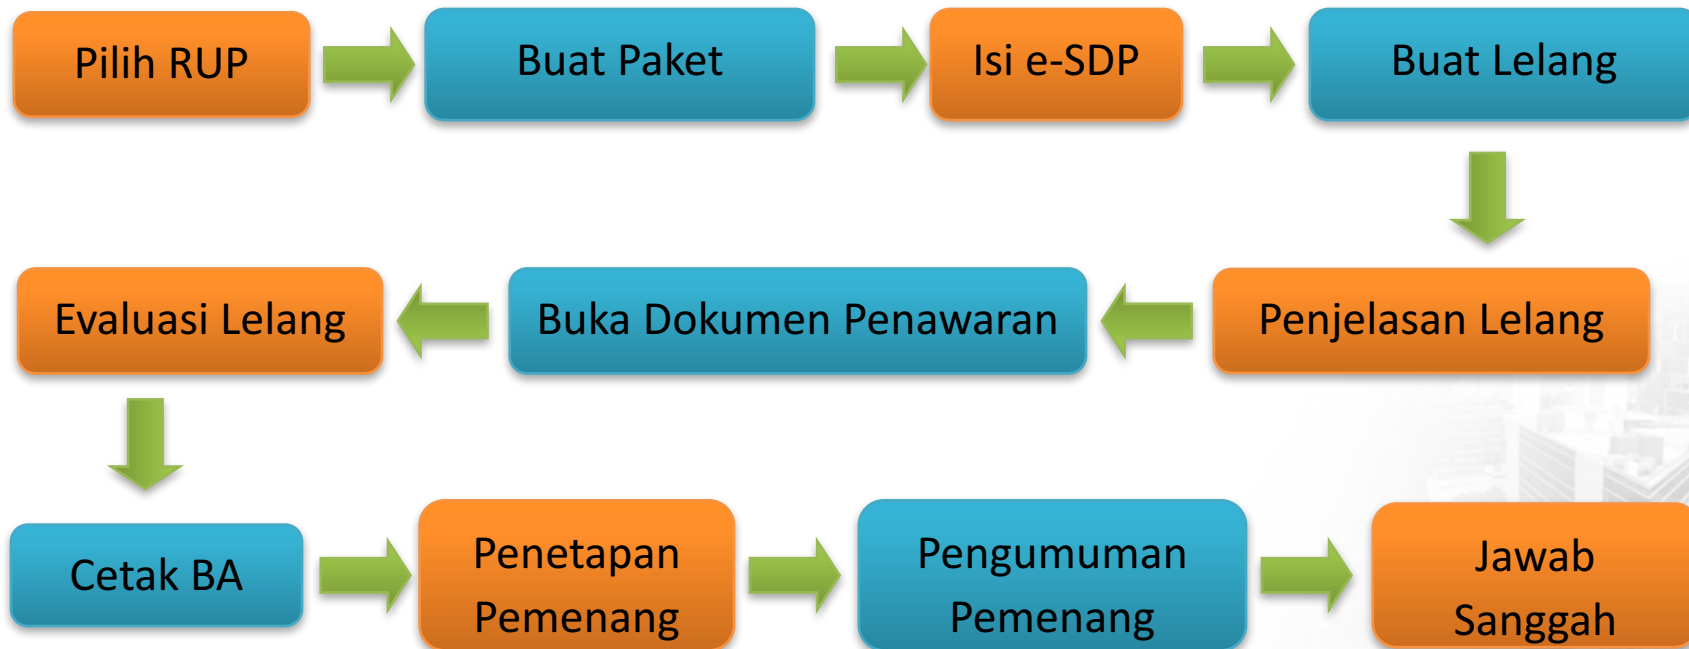 Pilih RUP
Buat Paket
Isi e-SDP
Buat Lelang
Penjelasan Lelang
Buka Dokumen Penawaran
Evaluasi Lelang
Cetak BA
Penetapan
Pemenang
Pengumuman
Pemenang
Jawab
Sanggah